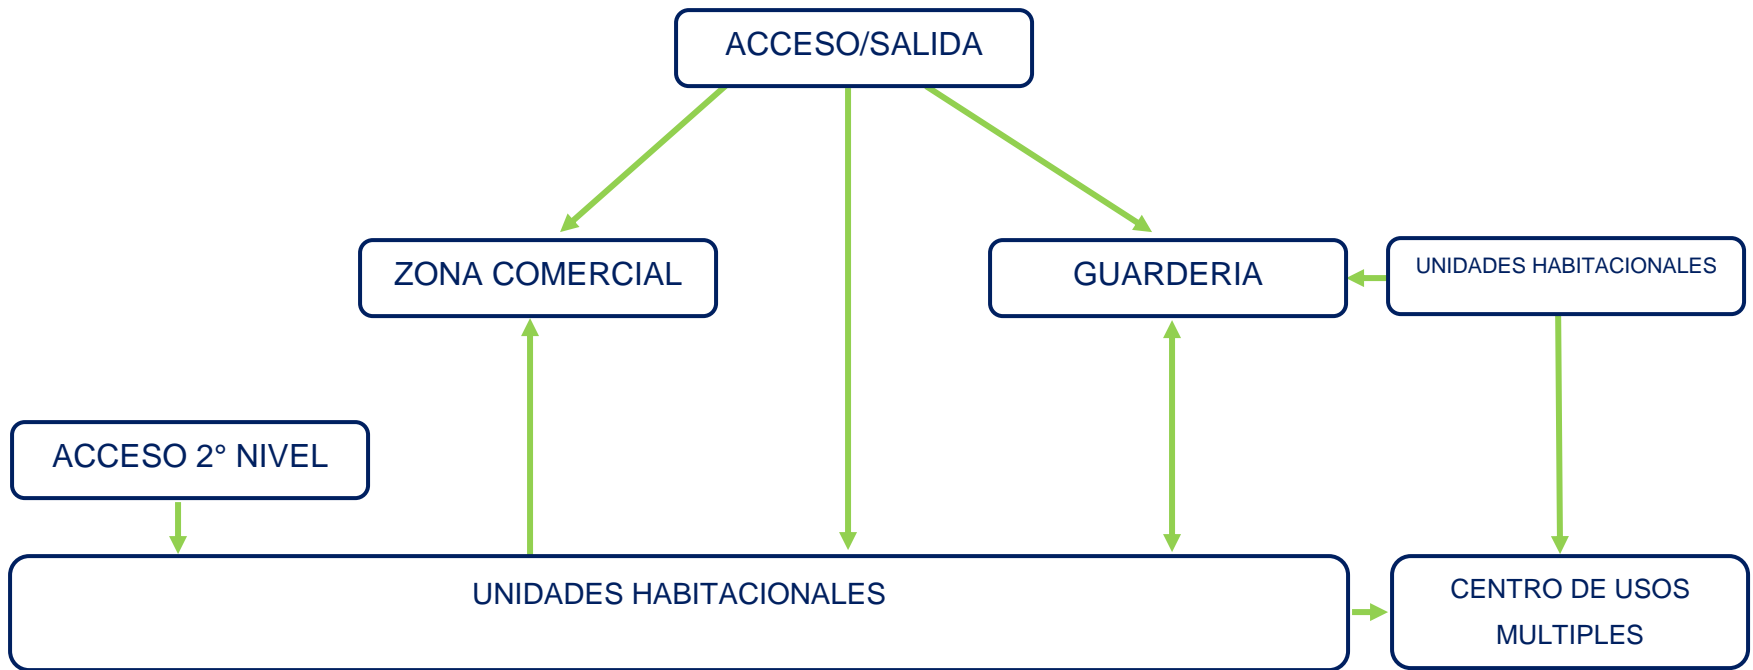 ACCESO/SALIDA
ZONA COMERCIAL
GUARDERIA
UNIDADES HABITACIONALES
ACCESO 2° NIVEL
UNIDADES HABITACIONALES
CENTRO DE USOS
MULTIPLES